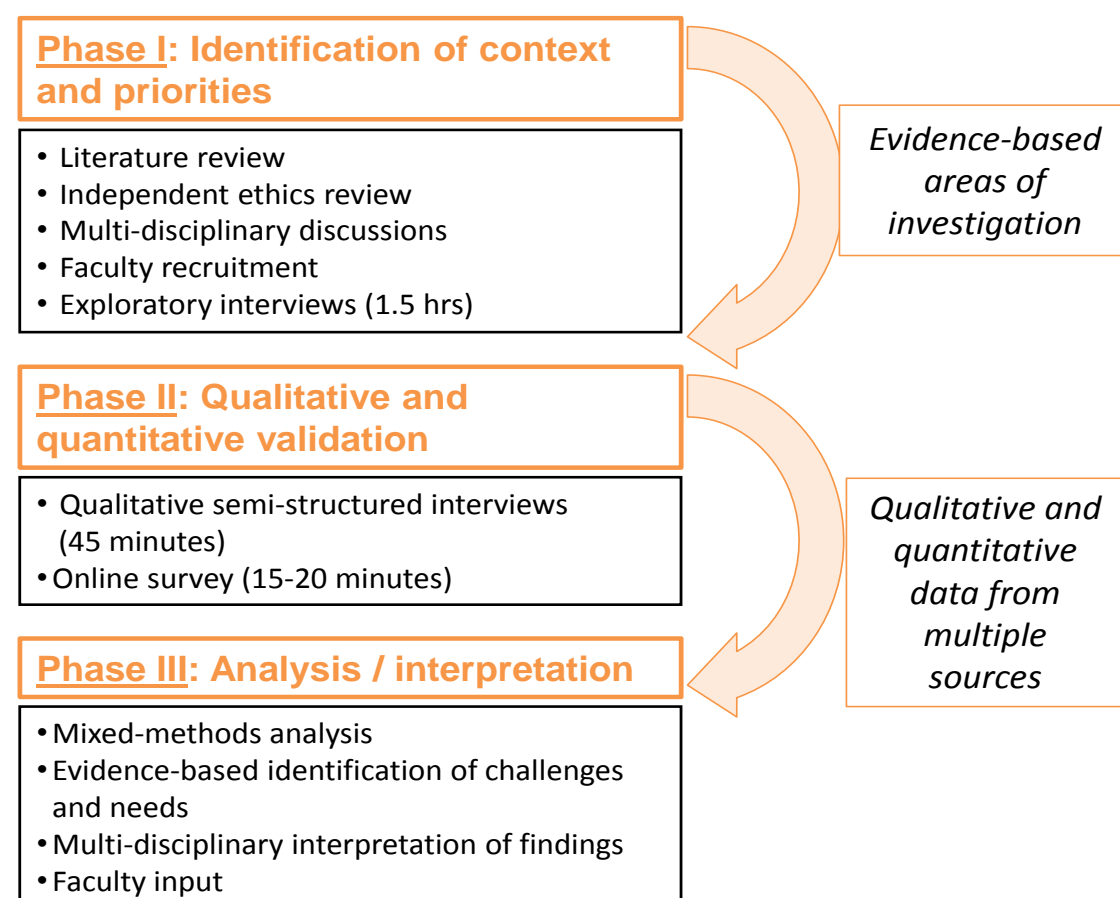 Phase I: Identification of context
and priorities
• Literature review
• Independent ethics review
• Multi-disciplinary discussions
• Faculty recruitment
• Exploratory interviews (1.5 hrs)
Evidence-based
areas of
investigation
Phase II: Qualitative and
quantitative validation
• Qualitative semi-structured interviews
(45 minutes)
• Online survey (15-20 minutes)
Qualitative and
quantitative
data from
multiple
sources
Phase III: Analysis / interpretation
• Mixed-methods analysis
• Evidence-based identification of challenges
and needs
• Multi-disciplinary interpretation of findings
• Faculty input